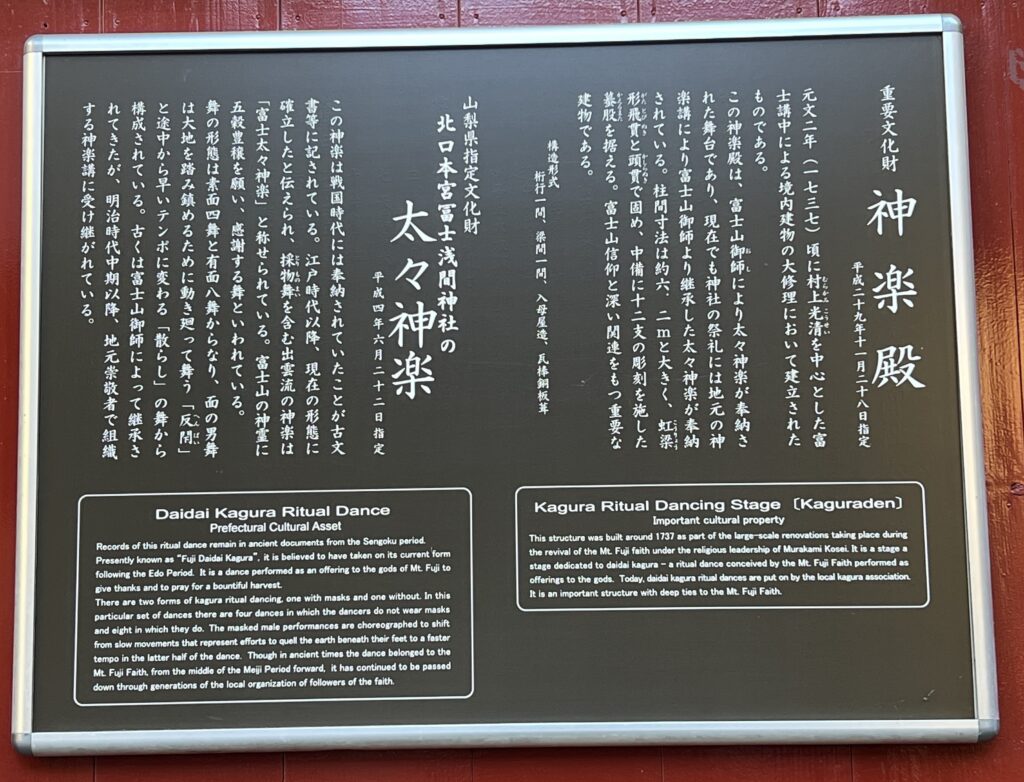 重要文化財
神楽殿
平成二十九年十一月二十八日指定
元文二年（一七三七）頃に村上光清を中心とした富
士講中による境内建物の大修理において建立された
ものである。
この神楽殿は、富士山御師により太々神楽が奉納さ
れた舞台であり、現在でも神社の祭礼には地元の神
楽講により富士山御師より継承した太々神楽が奉納
されている。柱間寸法は約六、二ｍと大きく、虹梁
形飛貫と頭貫で固め、中備に十二支の彫刻を施した
蟇股を据える。富士山信仰と深い関連をもつ重要な
建物である。
構造形式
桁行一間、梁間一間、入母屋造、瓦棒銅板葺
山梨県指定文化財
北口本宮冨士浅間神社の
太々神楽
平成四年六月二十二日指定
この神楽は戦国時代には奉納されていたことが古文
書等に記されている。江戸時代以降、現在の形態に
確立したと伝えられ、採物舞を含む出雲流の神楽は
「富士太々神楽」と称せられている。富士山の神霊に
五穀豊穣を願い、感謝する舞といわれている。
舞の形態は素面四舞と有面八舞からなり、面の男舞
は大地を踏み鎮めるために動き廻って舞う「反閇」
と途中から早いテンポに変わる「散らし」の舞から
構成されている。古くは富士山御師によって継承さ
れてきたが、明治時代中期以降、地元崇敬者で組織
する神楽講に受け継がれている。
Kagura Ritual Dancing Stage〔Kaguraden〕
Important cultural property
This structure was built around 1737 as part of the large-scale renovations taking place during
the revival of the Mt. Fuji faith under the religious leadership of Murakami Kosei. It is a stage a
stage dedicated to daidai kagura – a ritual dance conceived by the Mt. Fuji Faith performed as
offerings to the gods. Today, daidai kagura ritual dances are put on by the local kagura association.
It is an important structure with deep ties to the Mt. Fuji Faith.
Daidai Kagura Ritual Dance
Prefectural Cultural Asset
Records of this ritual dance remain in ancient documents from the Sengoku period.
Presently known as "Fuji Daidai Kagura", it is believed to have taken on its current form
following the Edo Period. It is a dance performed as an offering to the gods of Mt. Fuji to
give thanks and to pray for a bountiful harvest.
There are two forms of kagura ritual dancing, one with masks and one without. In this
particular set of dances there are four dances in which the dancers do not wear masks
and eight in which they do. The masked male performances are choreographed to shift
from slow movements that represent efforts to quell the earth beneath their feet to a faster
tempo in the latter half of the dance. Though in ancient times the dance belonged to the
Mt. Fuji Faith, from the middle of the Meiji Period forward, it has continued to be passed
down through generations of the local organization of followers of the faith.